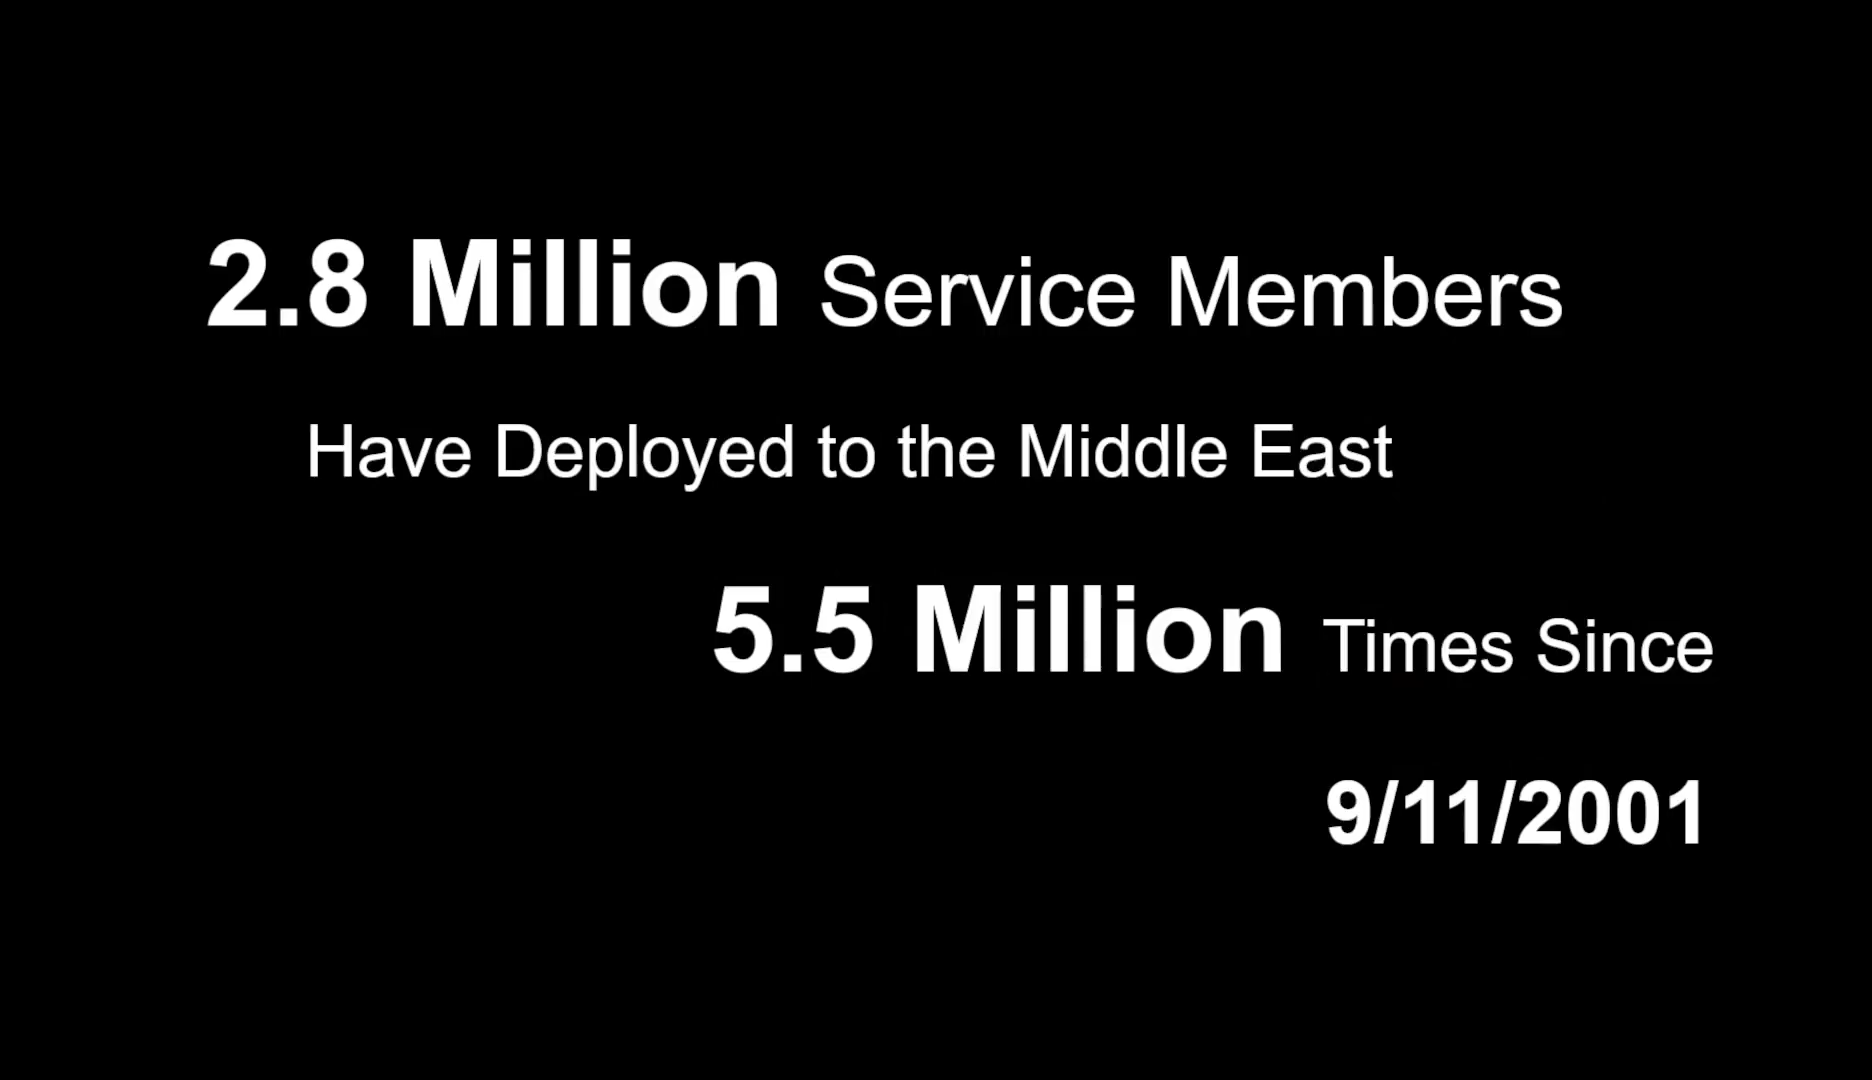 2.8 Million Service Members
Have Deployed to the Middle East
5.5 Million Times Since
9/11/2001